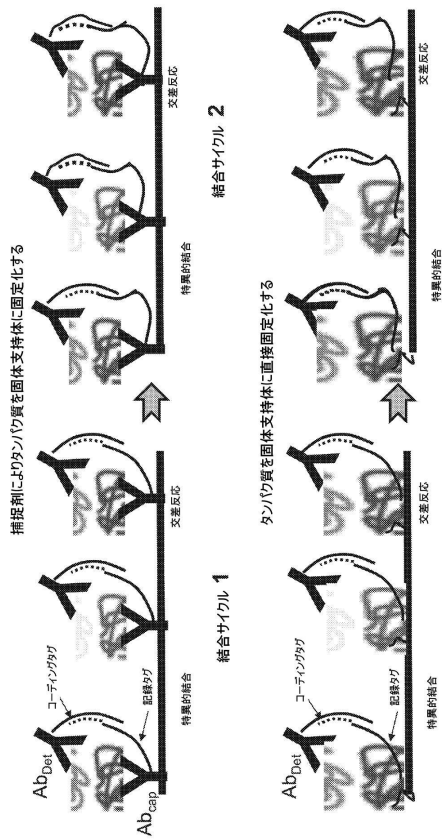 捕捉剤によりタンパク質を固体支持体に固定化する
Ab_Det
コーディングタグ
記録タグ
Ab_cap
特異的結合
交差反応
特異的結合
交差反応
結合サイクル 1
結合サイクル 2
タンパク質を固体支持体に直接固定化する
Ab_Det
コーディングタグ
記録タグ
特異的結合
交差反応
特異的結合
交差反応